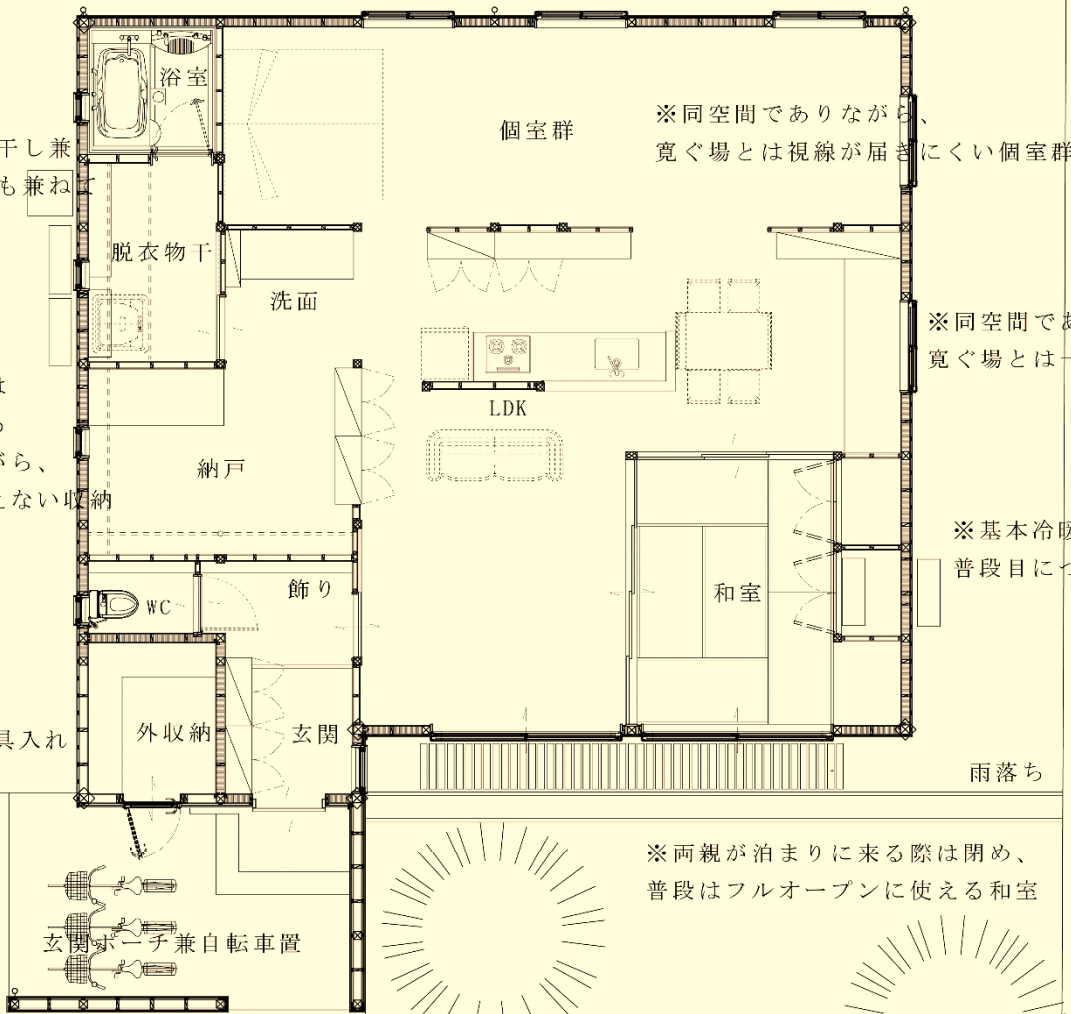 浴室
個室群
※同空間でありながら、
寛ぐ場とは視線が届きにくい個室群
干し兼
も兼ねて
脱衣物干
洗面
※同空間であ
寛ぐ場とは一
LDK
は
ら、
えない収納
納戸
※基本冷暖
普段目につ
飾り
WC
和室
具入れ
外収納
玄関
雨落ち
※両親が泊まりに来る際は閉め、
普段はフルオープンに使える和室
玄関ポーチ兼自転車置